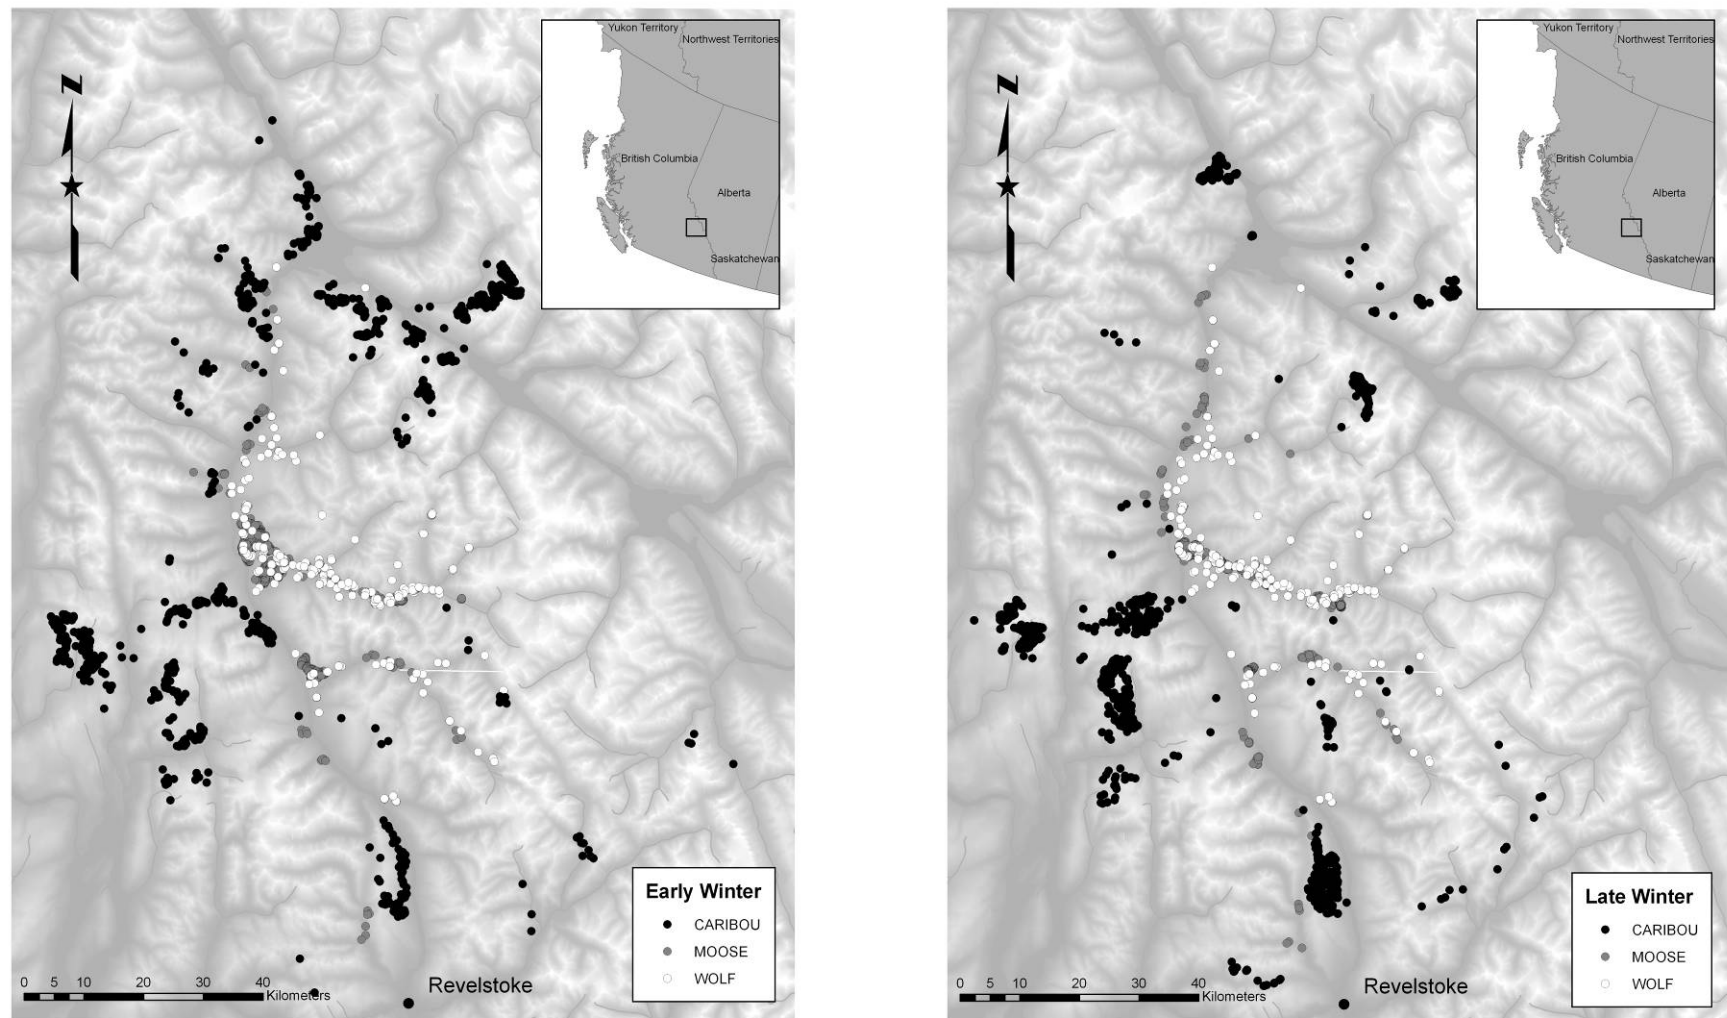 Yukon Territory
Northwest Territories
British Columbia
Alberta
Saskatchewan
N
Early Winter
CARIBOU
MOOSE
WOLF
0 5 10 20 30 40
Kilometers
Revelstoke
Yukon Territory
Northwest Territories
British Columbia
Alberta
Saskatchewan
N
Late Winter
CARIBOU
MOOSE
WOLF
0 5 10 20 30 40
Kilometers
Revelstoke